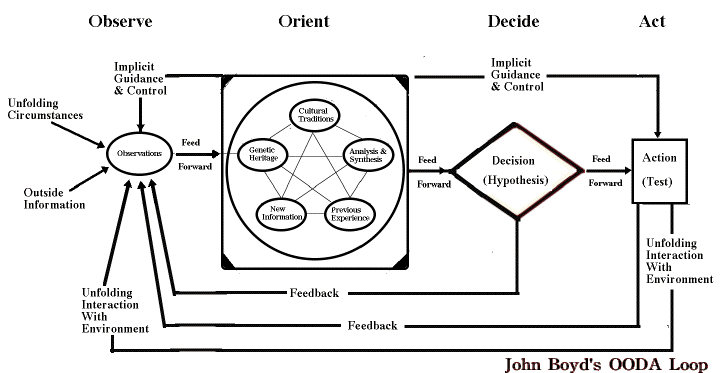 Observe
Orient
Decide
Act
Implicit
Guidance
& Control
Unfolding
Circumstances
Observations
Outside
Information
Feed
Forward
Cultural
Traditions
Genetic
Heritage
Analysis &
Synthesis
New
Information
Previous
Experience
Implicit
Guidance
& Control
Feed
Forward
Decision
(Hypothesis)
Feed
Forward
Action
(Test)
Unfolding
Interaction
With
Environment
Feedback
Unfolding
Interaction
With
Environment
Feedback
John Boyd's OODA Loop